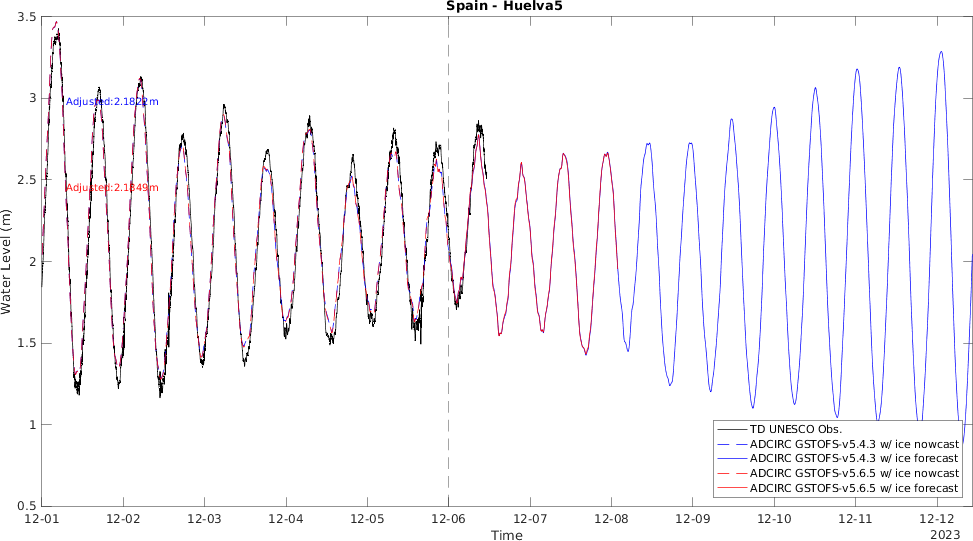 Spain - Huelva5
Water Level (m)
3.5
3
2.5
2
1.5
1
0.5
Adjusted:2.1822m
Adjusted:2.1349m
TD UNESCO Obs.
ADCIRC GSTOFS-v5.4.3 w/ ice nowcast
ADCIRC GSTOFS-v5.4.3 w/ ice forecast
ADCIRC GSTOFS-v5.6.5 w/ ice nowcast
ADCIRC GSTOFS-v5.6.5 w/ ice forecast
12-01 12-02 12-03 12-04 12-05 12-06 12-07 12-08 12-09 12-10 12-11 12-12
2023
Time